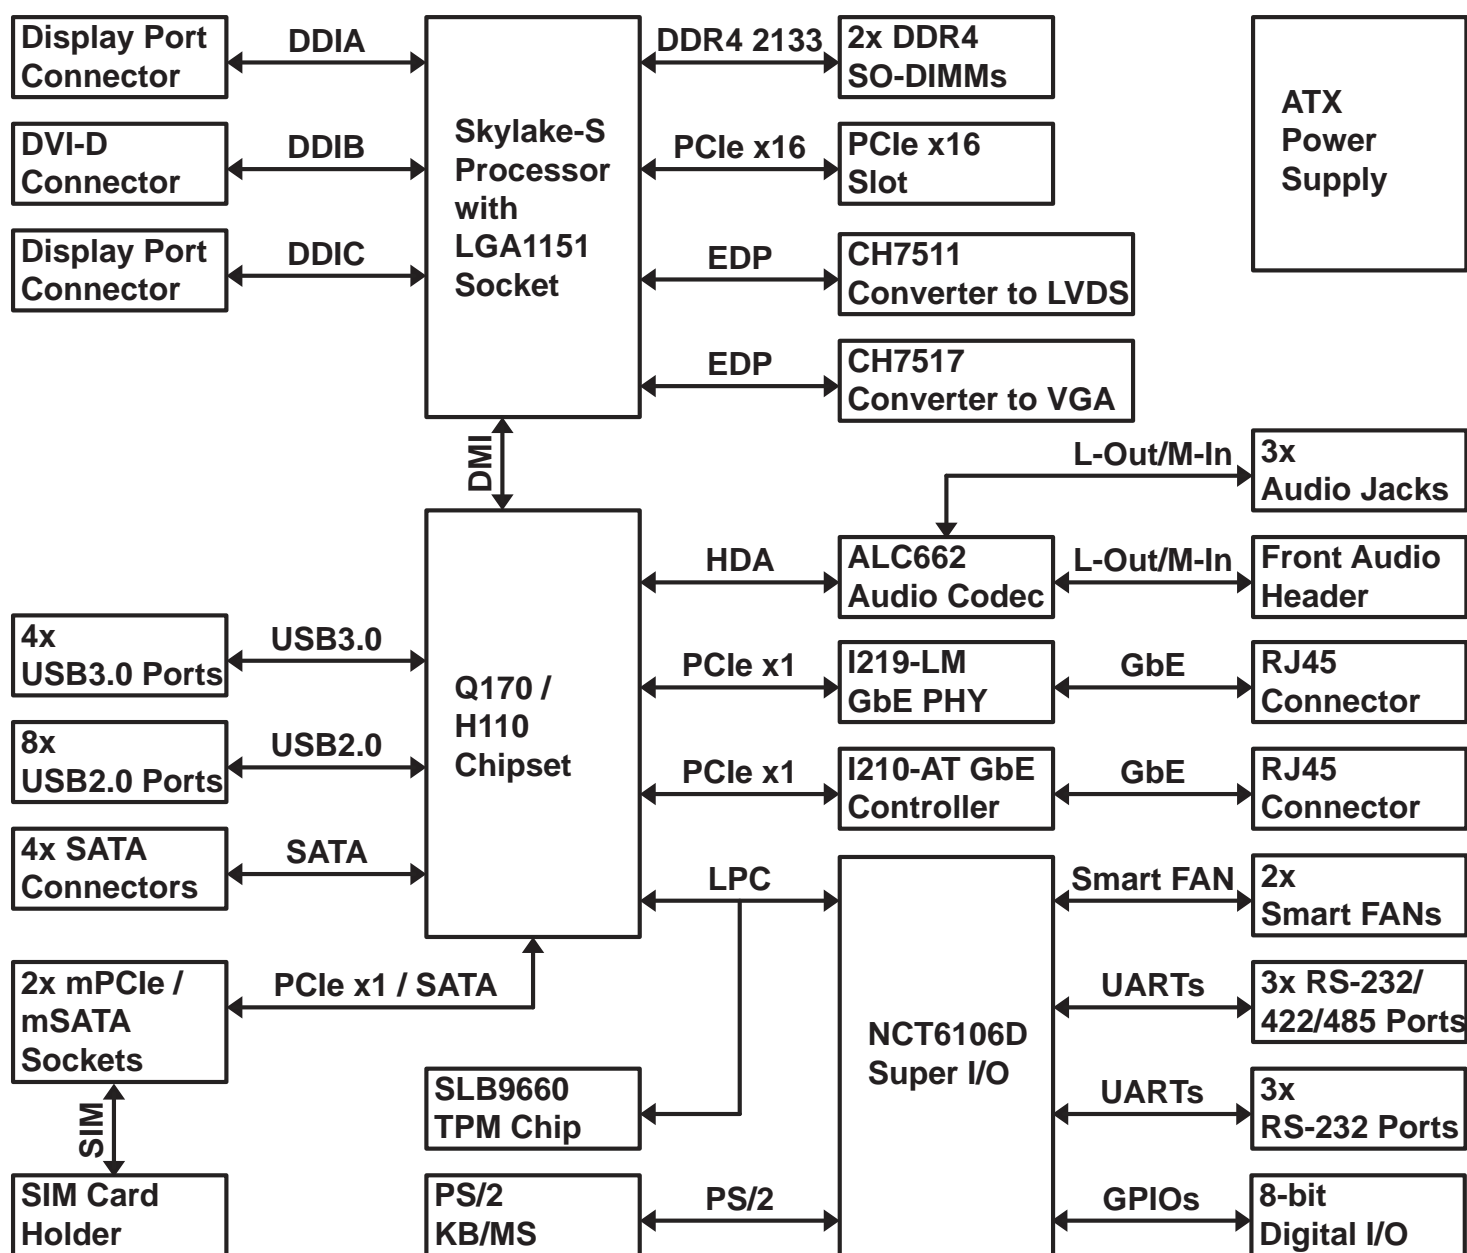 Display Port
Connector
DDIA
DVI-D
Connector
DDIB
Display Port
Connector
DDIC
Skylake-S
Processor
with
LGA1151
Socket
DDR4 2133
2x DDR4
SO-DIMMs
PCIe x16
PCIe x16
Slot
EDP
CH7511
Converter to LVDS
EDP
CH7517
Converter to VGA
ATX
Power
Supply
DMI
L-Out/M-In
3x
Audio Jacks
HDA
ALC662
Audio Codec
L-Out/M-In
Front Audio
Header
4x
USB3.0 Ports
USB3.0
8x
USB2.0 Ports
USB2.0
4x SATA
Connectors
SATA
Q170 /
H110
Chipset
PCIe x1
I219-LM
GbE PHY
GbE
RJ45
Connector
PCIe x1
I210-AT GbE
Controller
GbE
RJ45
Connector
LPC
Smart FAN
2x
Smart FANs
2x mPCIe /
mSATA
Sockets
PCIe x1 / SATA
NCT6106D
Super I/O
UARTs
3x RS-232/
422/485 Ports
SLB9660
TPM Chip
UARTs
3x
RS-232 Ports
SIM
SIM Card
Holder
PS/2
KB/MS
PS/2
GPIOs
8-bit
Digital I/O